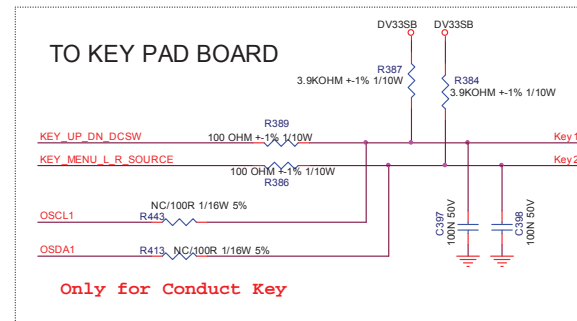 DV33SB
DV33SB
TO KEY PAD BOARD
R387
3.9KOHM +-1% 1/10W
R384
3.9KOHM +-1% 1/10W
R389
KEY_UP_DN_DCSW
100 OHM +-1% 1/10W
Key1
KEY_MENU_L_R_SOURCE
100 OHM +-1% 1/10W
Key2
R386
OSCL1
R443
NC/100R 1/16W 5%
C397
100N 50V
C398
100N 50V
OSDA1
R413
NC/100R 1/16W 5%
Only for Conduct Key